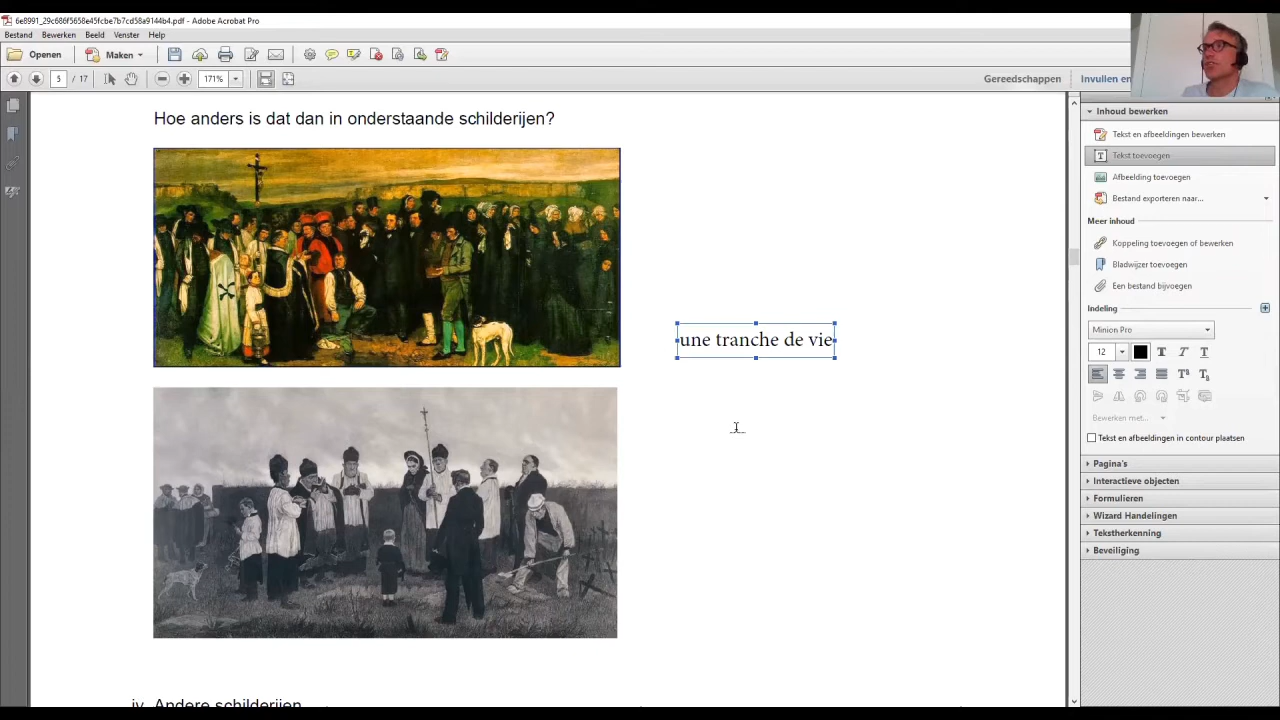 6e8991_29c686f5658e45fcbe7b7cd58a9144b4.pdf - Adobe Acrobat Pro
Bestand Bewerken Beeld Venster Help
Openen Maken
5 / 17 171% Gereedschappen Invullen en
Hoe anders is dat dan in onderstaande schilderijen?
une tranche de vie
iv. Andere schilderijen
Inhoud bewerken
Tekst en afbeeldingen bewerken
Tekst toevoegen
Afbeelding toevoegen
Bestand exporteren naar...
Meer inhoud
Koppeling toevoegen of bewerken
Bladwijzer toevoegen
Een bestand bijvoegen
Indeling
Minion Pro
12 T T T
Bewerken met...
Tekst en afbeeldingen in contour plaatsen
Pagina's
Interactieve objecten
Formulieren
Wizard Handelingen
Tekstherkenning
Beveiliging